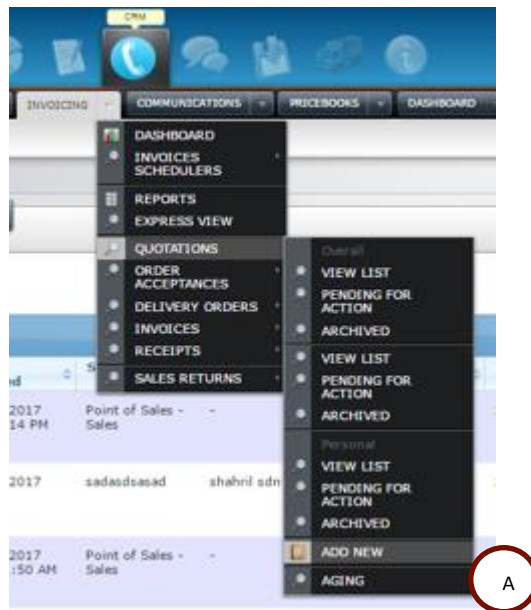 CRM
INVOICING
COMMUNICATIONS
PRICEBOOKS
DASHBOARD
DASHBOARD
INVOICES
SCHEDULERS
REPORTS
EXPRESS VIEW
QUOTATIONS
ORDER
ACCEPTANCES
DELIVERY ORDERS
INVOICES
RECEIPTS
SALES RETURNS
Overall
VIEW LIST
PENDING FOR
ACTION
ARCHIVED
VIEW LIST
PENDING FOR
ACTION
ARCHIVED
Personal
VIEW LIST
PENDING FOR
ACTION
ARCHIVED
ADD NEW
AGING
ed
S
2017
14 PM
Point of Sales -
Sales
-
2017
sadasdsasad
shahril sdn
2017
:50 AM
Point of Sales -
Sales
-
A